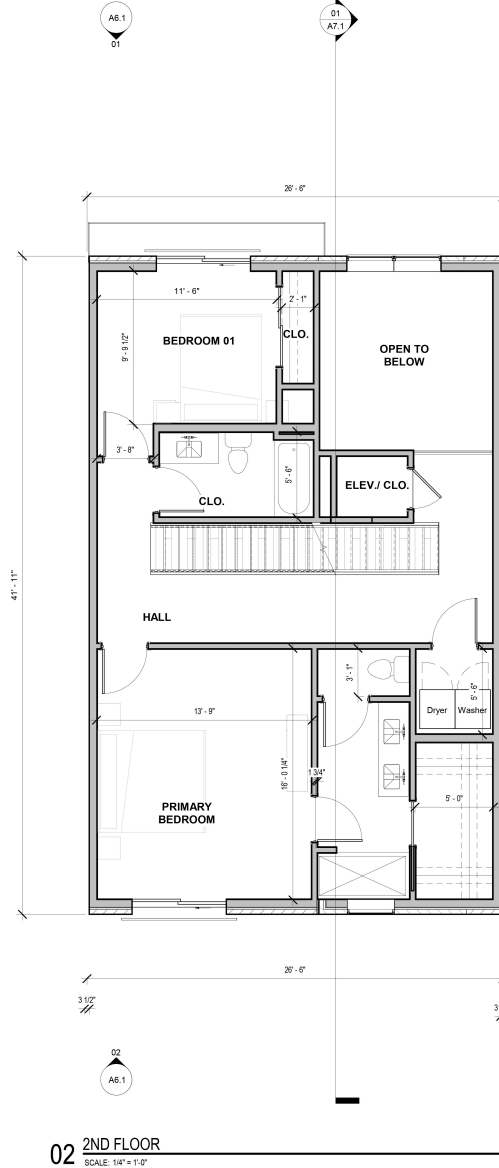 A6.1
01
01
A7.1
26' - 6"
11' - 6"
2' - 1"
BEDROOM 01
CLO.
9' - 9 1/2"
OPEN TO
BELOW
3' - 8"
5' - 6"
ELEV./ CLO.
CLO.
41' - 11"
HALL
3' - 1"
5' - 6"
Dryer
Washer
13' - 9"
16' - 0 1/4"
1 3/4"
5' - 0"
PRIMARY
BEDROOM
26' - 6"
3 1/2"
3
02
A6.1
02
2ND FLOOR
SCALE: 1/4" = 1'-0"